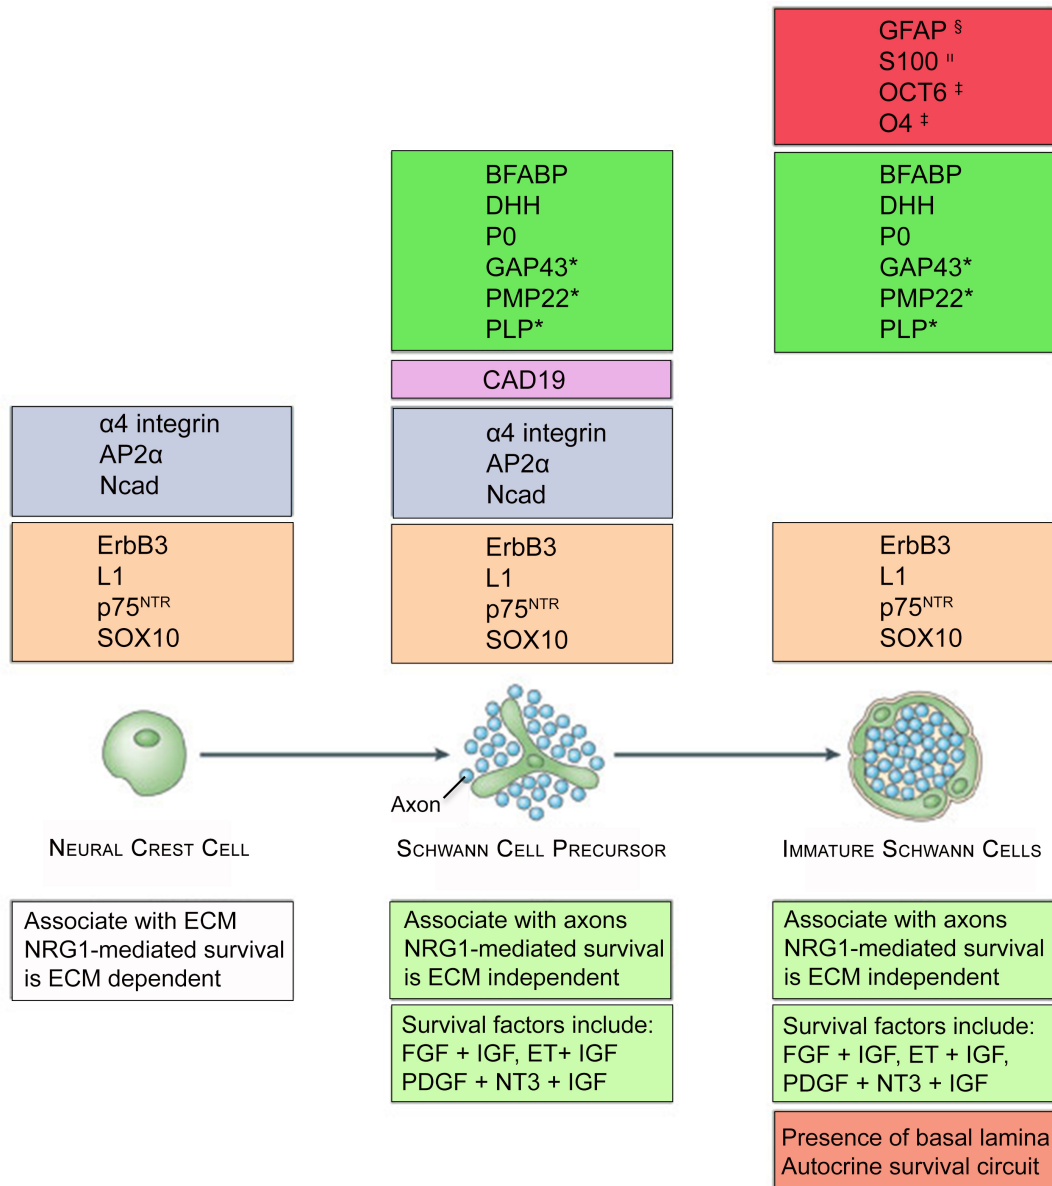 GFAP §
S100 "
OCT6 ‡
O4 ‡
BFABP
DHH
P0
GAP43*
PMP22*
PLP*
BFABP
DHH
P0
GAP43*
PMP22*
PLP*
CAD19
α4 integrin
AP2α
Ncad
α4 integrin
AP2α
Ncad
ErbB3
L1
p75NTR
SOX10
ErbB3
L1
p75NTR
SOX10
ErbB3
L1
p75NTR
SOX10
Axon
NEURAL CREST CELL
SCHWANN CELL PRECURSOR
IMMATURE SCHWANN CELLS
Associate with ECM
NRG1-mediated survival
is ECM dependent
Associate with axons
NRG1-mediated survival
is ECM independent
Associate with axons
NRG1-mediated survival
is ECM independent
Survival factors include:
FGF + IGF, ET+ IGF
PDGF + NT3 + IGF
Survival factors include:
FGF + IGF, ET + IGF,
PDGF + NT3 + IGF
Presence of basal lamina
Autocrine survival circuit